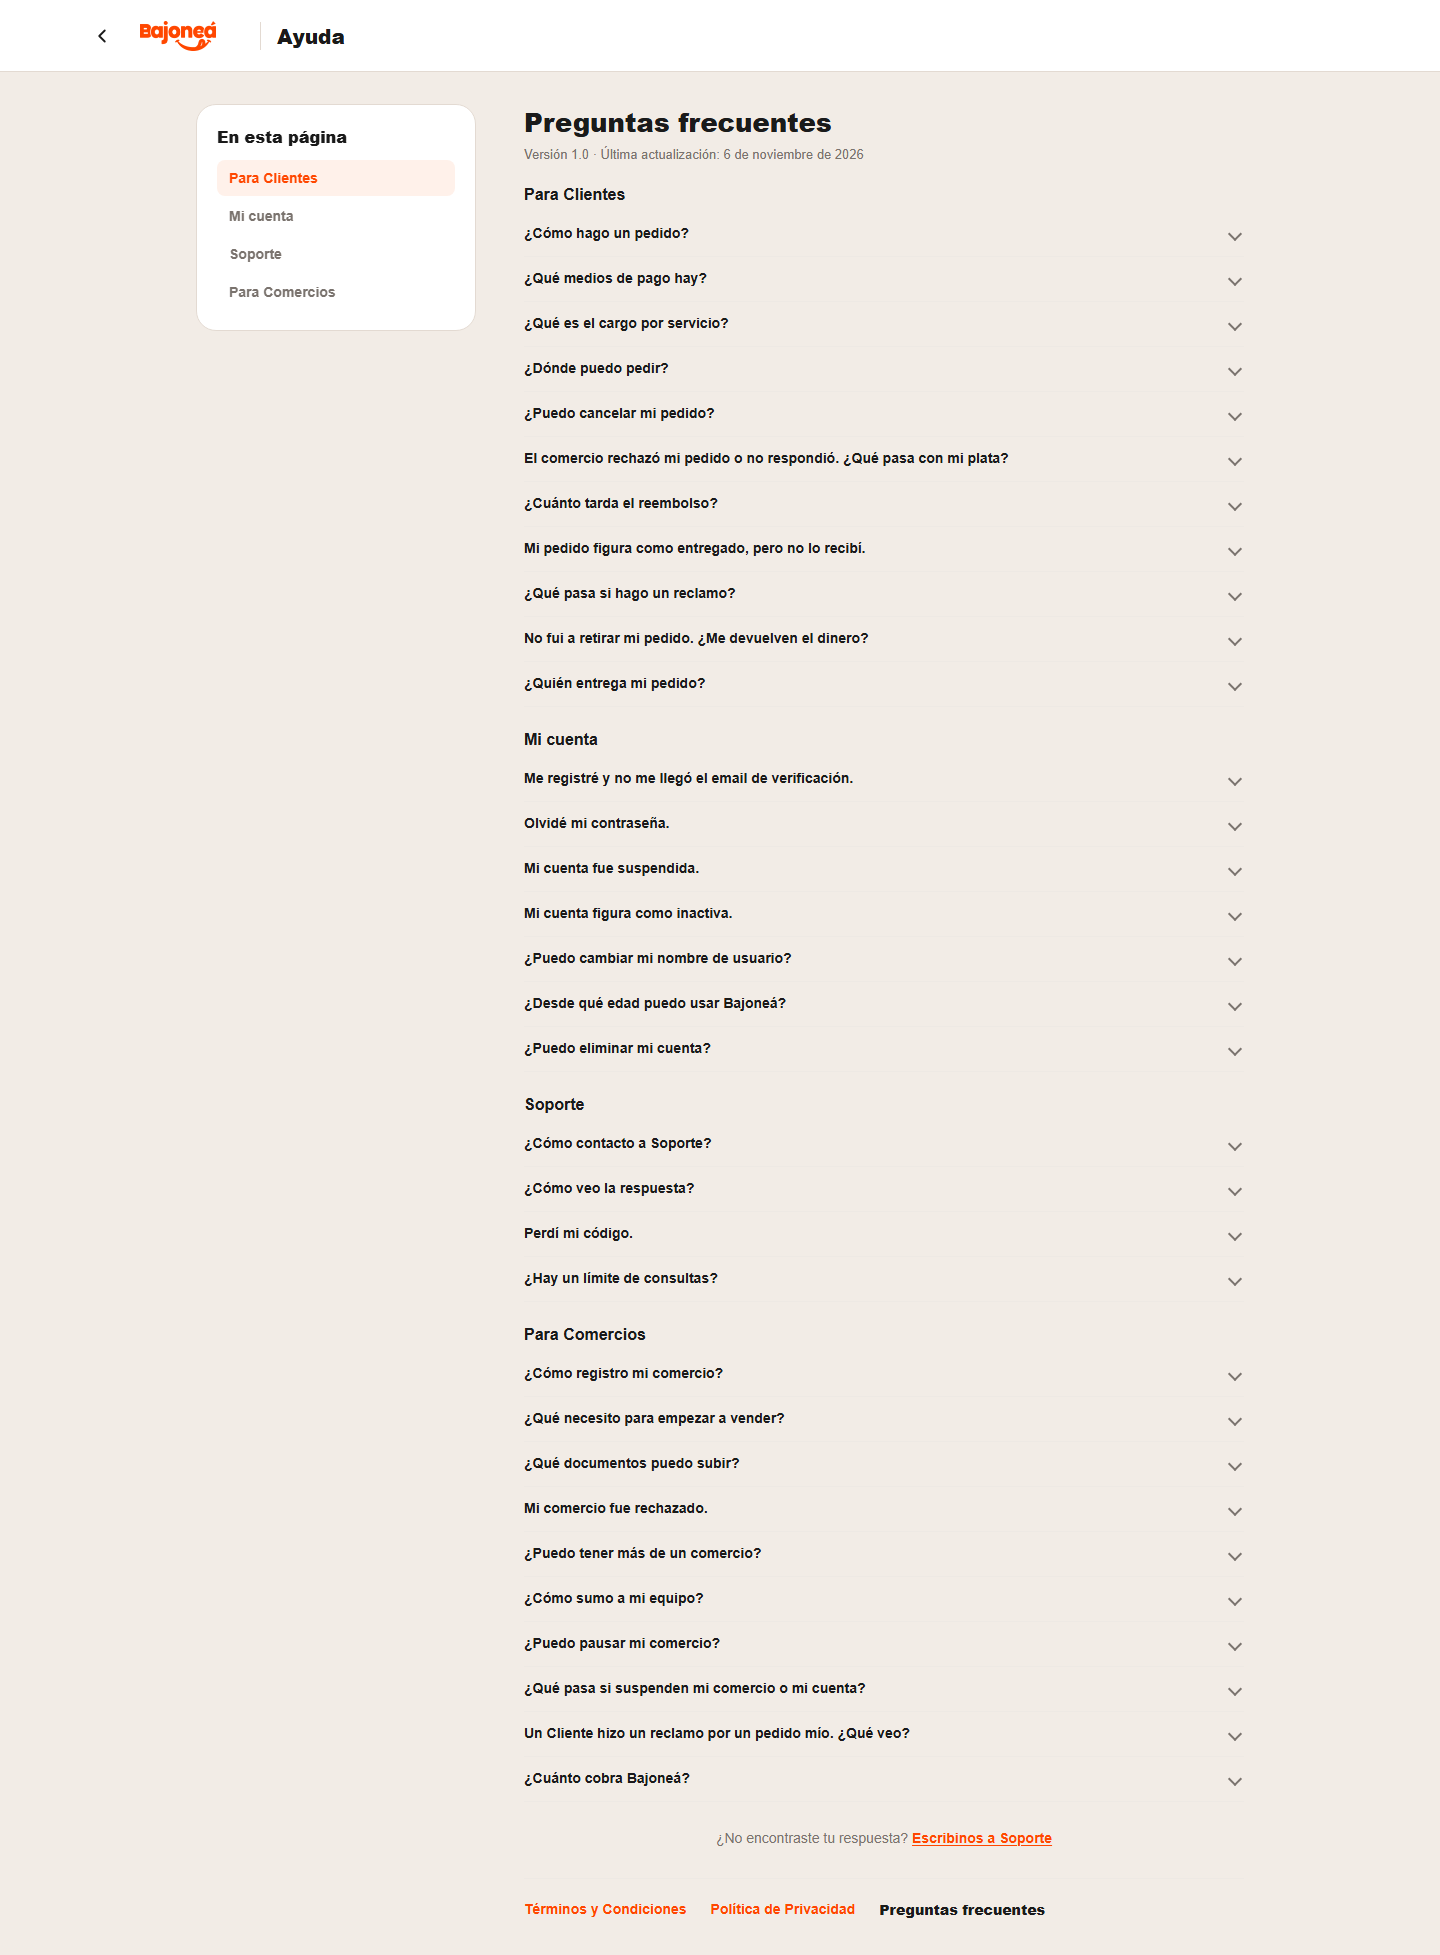 Bajoneá
Ayuda
En esta página
Para Clientes
Mi cuenta
Soporte
Para Comercios
Preguntas frecuentes
Versión 1.0 · Última actualización: 6 de noviembre de 2026
Para Clientes
¿Cómo hago un pedido?
¿Qué medios de pago hay?
¿Qué es el cargo por servicio?
¿Dónde puedo pedir?
¿Puedo cancelar mi pedido?
El comercio rechazó mi pedido o no respondió. ¿Qué pasa con mi plata?
¿Cuánto tarda el reembolso?
Mi pedido figura como entregado, pero no lo recibí.
¿Qué pasa si hago un reclamo?
No fui a retirar mi pedido. ¿Me devuelven el dinero?
¿Quién entrega mi pedido?
Mi cuenta
Me registré y no me llegó el email de verificación.
Olvidé mi contraseña.
Mi cuenta fue suspendida.
Mi cuenta figura como inactiva.
¿Puedo cambiar mi nombre de usuario?
¿Desde qué edad puedo usar Bajoneá?
¿Puedo eliminar mi cuenta?
Soporte
¿Cómo contacto a Soporte?
¿Cómo veo la respuesta?
Perdí mi código.
¿Hay un límite de consultas?
Para Comercios
¿Cómo registro mi comercio?
¿Qué necesito para empezar a vender?
¿Qué documentos puedo subir?
Mi comercio fue rechazado.
¿Puedo tener más de un comercio?
¿Cómo sumo a mi equipo?
¿Puedo pausar mi comercio?
¿Qué pasa si suspenden mi comercio o mi cuenta?
Un Cliente hizo un reclamo por un pedido mío. ¿Qué veo?
¿Cuánto cobra Bajoneá?
¿No encontraste tu respuesta? Escribinos a Soporte
Términos y Condiciones Política de Privacidad Preguntas frecuentes